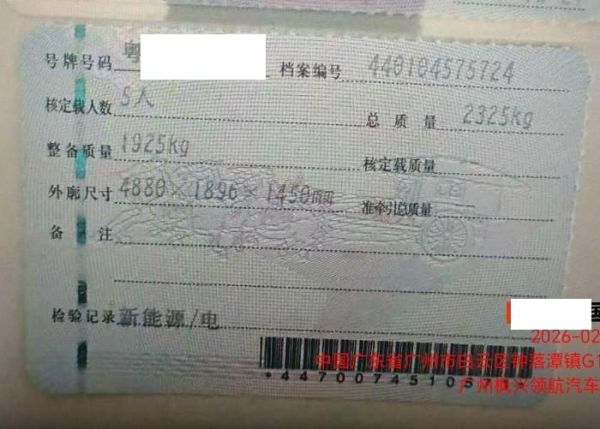 号牌号码 粤 档案编号 440104575724
核定载人数 5人 总质量 2325kg
整备质量 1925kg 核定载质量
外廓尺寸 4880×1896×1450mm 准牵引总质量
备注
检验记录 新能源/电
国
2026-02
中国广东省广州市白云区钟落潭镇G1
广州枫兴领航汽车